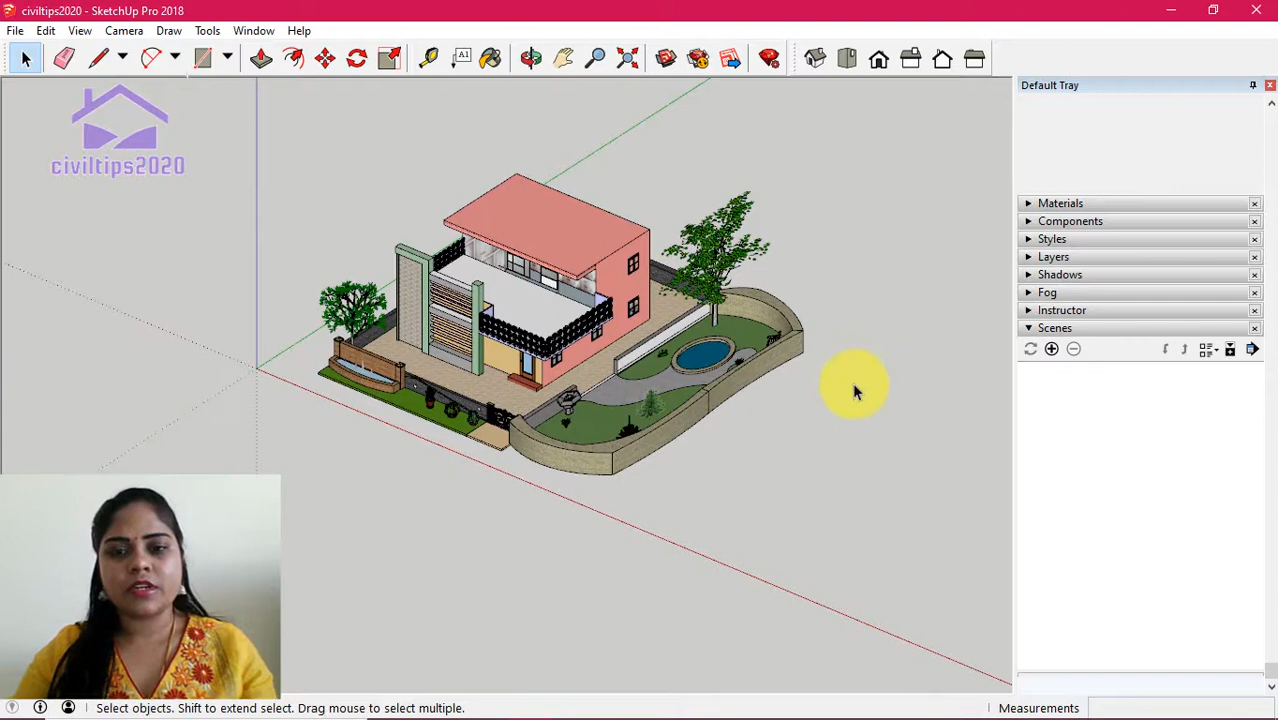 civiltips2020 - SketchUp Pro 2018
File Edit View Camera Draw Tools Window Help
A1
Default Tray
civiltips2020
Materials
Components
Styles
Layers
Shadows
Fog
Instructor
Scenes
Select objects. Shift to extend select. Drag mouse to select multiple.
Measurements